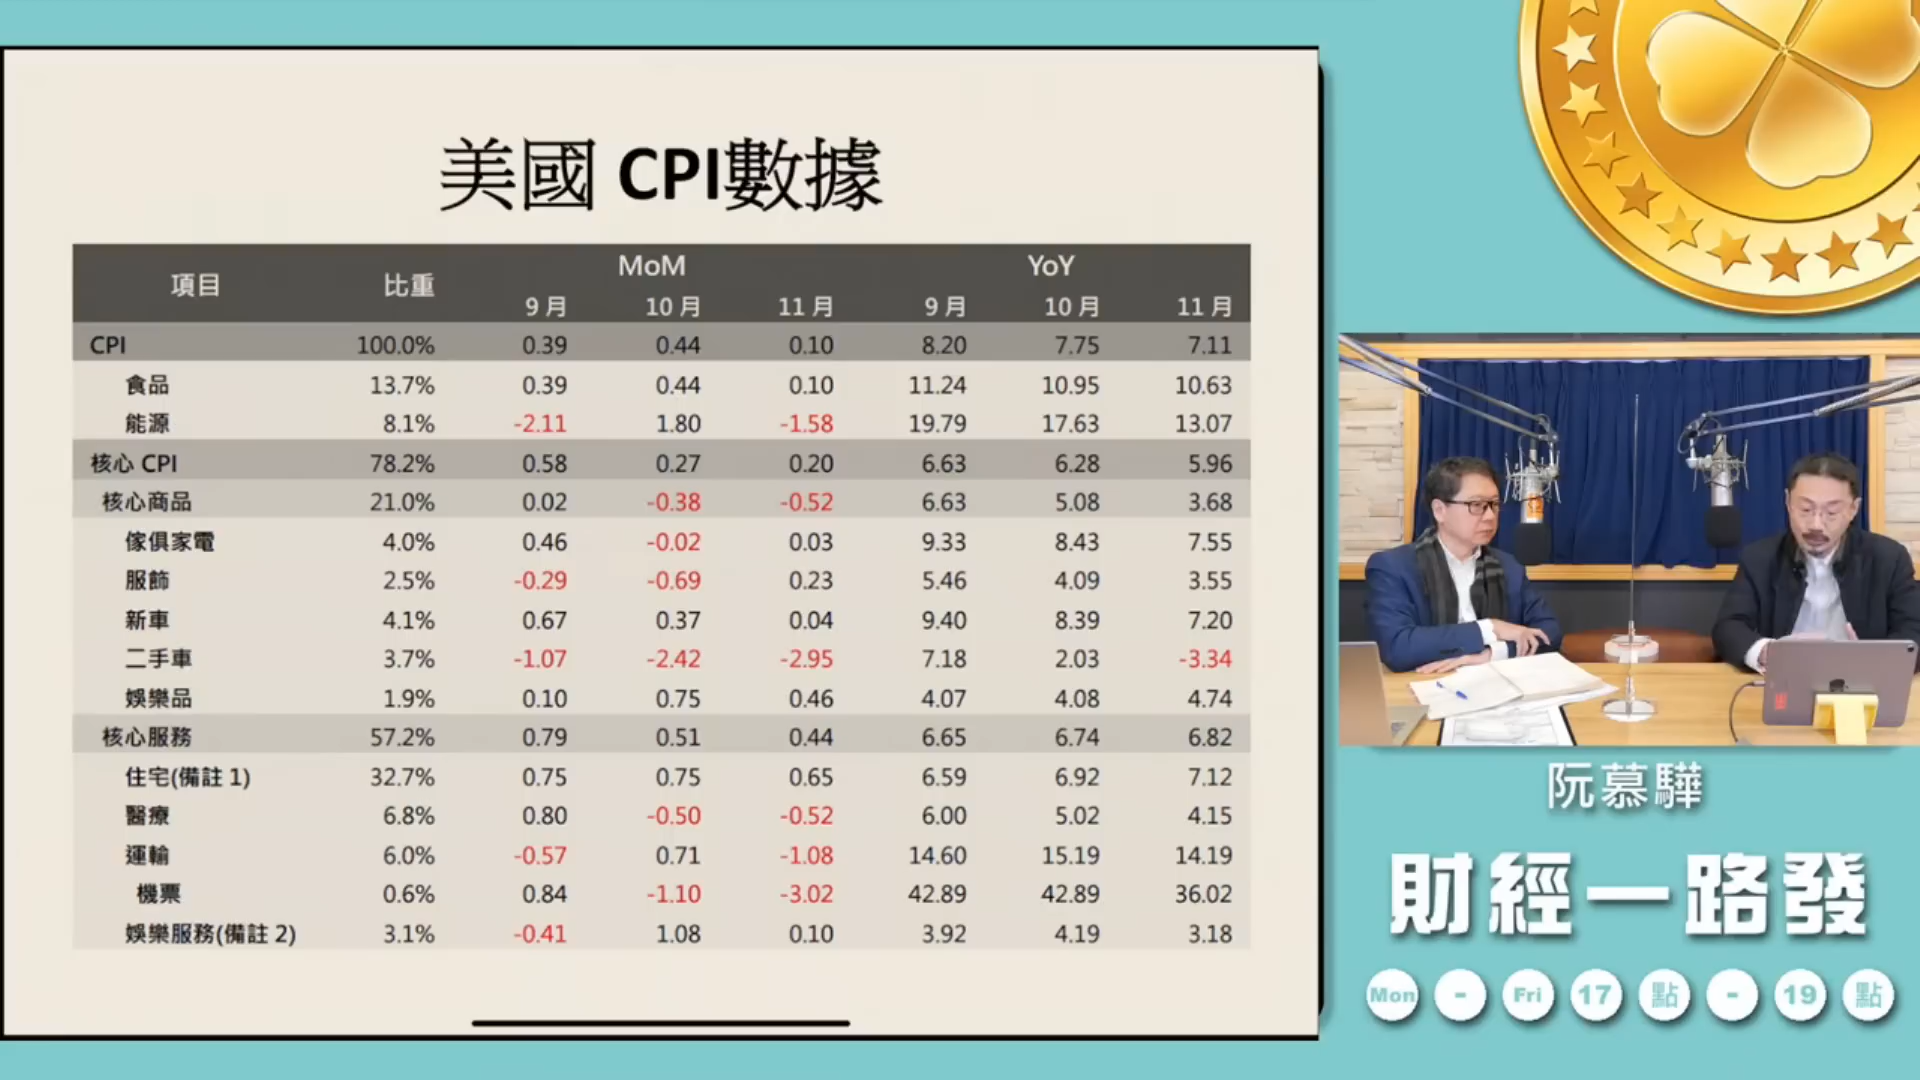 美國 CPI數據
項目 比重 MoM YoY
9 月 10 月 11 月 9 月 10 月 11 月
CPI 100.0% 0.39 0.44 0.10 8.20 7.75 7.11
食品 13.7% 0.39 0.44 0.10 11.24 10.95 10.63
能源 8.1% -2.11 1.80 -1.58 19.79 17.63 13.07
核心 CPI 78.2% 0.58 0.27 0.20 6.63 6.28 5.96
核心商品 21.0% 0.02 -0.38 -0.52 6.63 5.08 3.68
傢俱家電 4.0% 0.46 -0.02 0.03 9.33 8.43 7.55
服飾 2.5% -0.29 -0.69 0.23 5.46 4.09 3.55
新車 4.1% 0.67 0.37 0.04 9.40 8.39 7.20
二手車 3.7% -1.07 -2.42 -2.95 7.18 2.03 -3.34
娛樂品 1.9% 0.10 0.75 0.46 4.07 4.08 4.74
核心服務 57.2% 0.79 0.51 0.44 6.65 6.74 6.82
住宅(備註 1) 32.7% 0.75 0.75 0.65 6.59 6.92 7.12
醫療 6.8% 0.80 -0.50 -0.52 6.00 5.02 4.15
運輸 6.0% -0.57 0.71 -1.08 14.60 15.19 14.19
機票 0.6% 0.84 -1.10 -3.02 42.89 42.89 36.02
娛樂服務(備註 2) 3.1% -0.41 1.08 0.10 3.92 4.19 3.18
阮慕驊
財經一路發
Mon - Fri 17 點 - 19 點